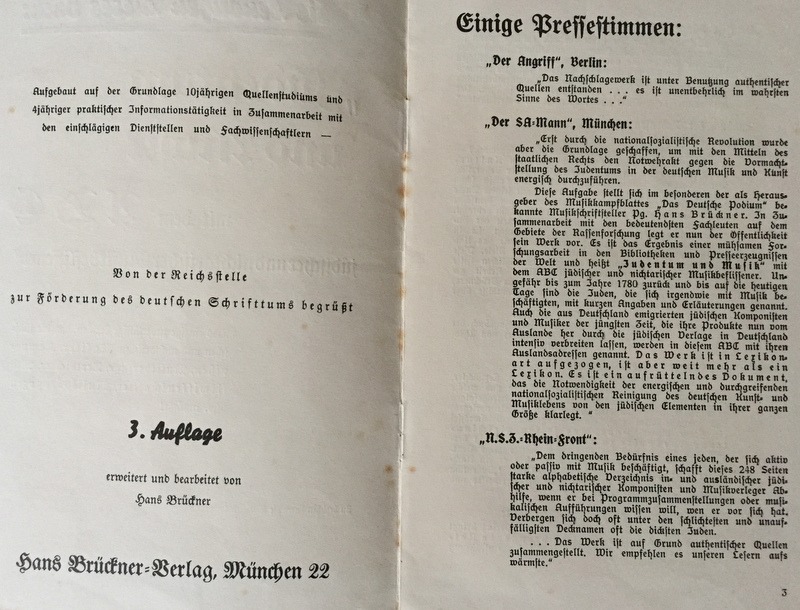 Aufgebaut auf der Grundlage 10jährigen Quellenstudiums und
4jähriger praktischer Informationstätigkeit in Zusammenarbeit mit
den einschlägigen Dienststellen und Fachwissenschaftlern —
Von der Reichsstelle
zur Förderung des deutschen Schrifttums begrüßt
3. Auflage
erweitert und bearbeitet von
Hans Brückner
Hans Brückner-Verlag, München 22
Einige Pressestimmen:
„Der Angriff“, Berlin:
„Das Nachschlagewerk ist unter Benutzung authentischer
Quellen entstanden . . . es ist unentbehrlich im wahrsten
Sinne des Wortes . . .“
„Der SA-Mann“, München:
„Erst durch die nationalsozialistische Revolution wurde
aber die Grundlage geschaffen, um mit den Mitteln des
staatlichen Rechts den Notwehrakt gegen die Vormacht-
stellung des Judentums in der deutschen Musik und Kunst
energisch durchzuführen.
Diese Aufgabe stellt sich im besonderen der als Heraus-
geber des Musikkampfblattes „Das Deutsche Podium“ be-
kannte Musikschriftsteller Pg. Hans Brückner. In Zu-
sammenarbeit mit den bedeutendsten Fachleuten auf dem
Gebiete der Rassenforschung legt er nun der Öffentlichkeit
sein Werk vor. Es ist das Ergebnis einer mühsamen For-
schungsarbeit in den Bibliotheken und Presseerzeugnissen
der Welt und heißt „Judentum und Musik“ mit
dem ABC jüdischer und nichtarischer Musikbeflissener. Un-
gefähr bis zum Jahre 1780 zurück und bis auf die heutigen
Tage sind die Juden, die sich irgendwie mit Musik be-
schäftigten, mit kurzen Angaben und Erläuterungen genannt.
Auch die aus Deutschland emigrierten jüdischen Komponisten
und Musiker der jüngsten Zeit, die ihre Produkte nun vom
Auslande her durch die jüdischen Verlage in Deutschland
intensiv verbreiten lassen, werden in diesem ABC mit ihren
Auslandsadressen genannt. Das Werk ist in Lexikon-
art aufgezogen, ist aber weit mehr als ein
Lexikon. Es ist ein aufrüttelndes Dokument,
das die Notwendigkeit der energischen und durchgreifenden
nationalsozialistischen Reinigung des deutschen Kunst- und
Musiklebens von den jüdischen Elementen in ihrer ganzen
Größe klarlegt. “
„N.S.Z.-Rhein-Front“:
„Dem dringenden Bedürfnis eines jeden, der sich aktiv
oder passiv mit Musik beschäftigt, schafft dieses 248 Seiten
starke alphabetische Verzeichnis in- und ausländischer jüdi-
scher und nichtarischer Komponisten und Musikverleger Ab-
hilfe, wenn er bei Programmzusammenstellungen oder musi-
kalischen Aufführungen wissen will, wen er vor sich hat.
Verbergen sich doch oft unter den schlichtesten und unauf-
fälligsten Decknamen oft die dicksten Juden.
. . . Das Werk ist auf Grund authentischer Quellen
zusammengestellt. Wir empfehlen es unseren Lesern aufs
wärmste.“
3